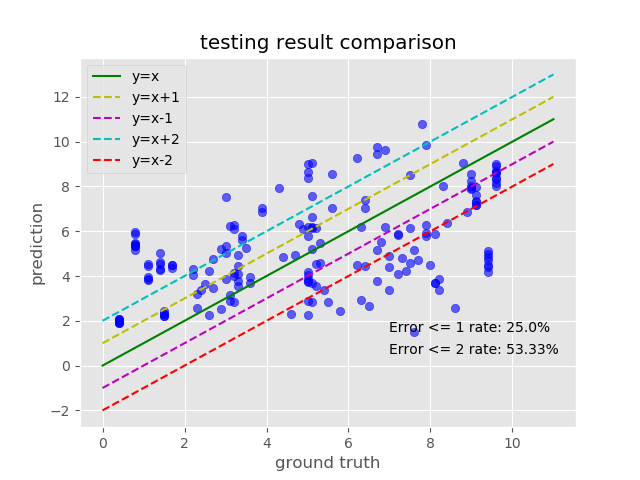 testing result comparison
y=x
y=x+1
y=x-1
y=x+2
y=x-2
12
10
8
6
4
2
0
−2
prediction
Error <= 1 rate: 25.0%
Error <= 2 rate: 53.33%
0 2 4 6 8 10
ground truth